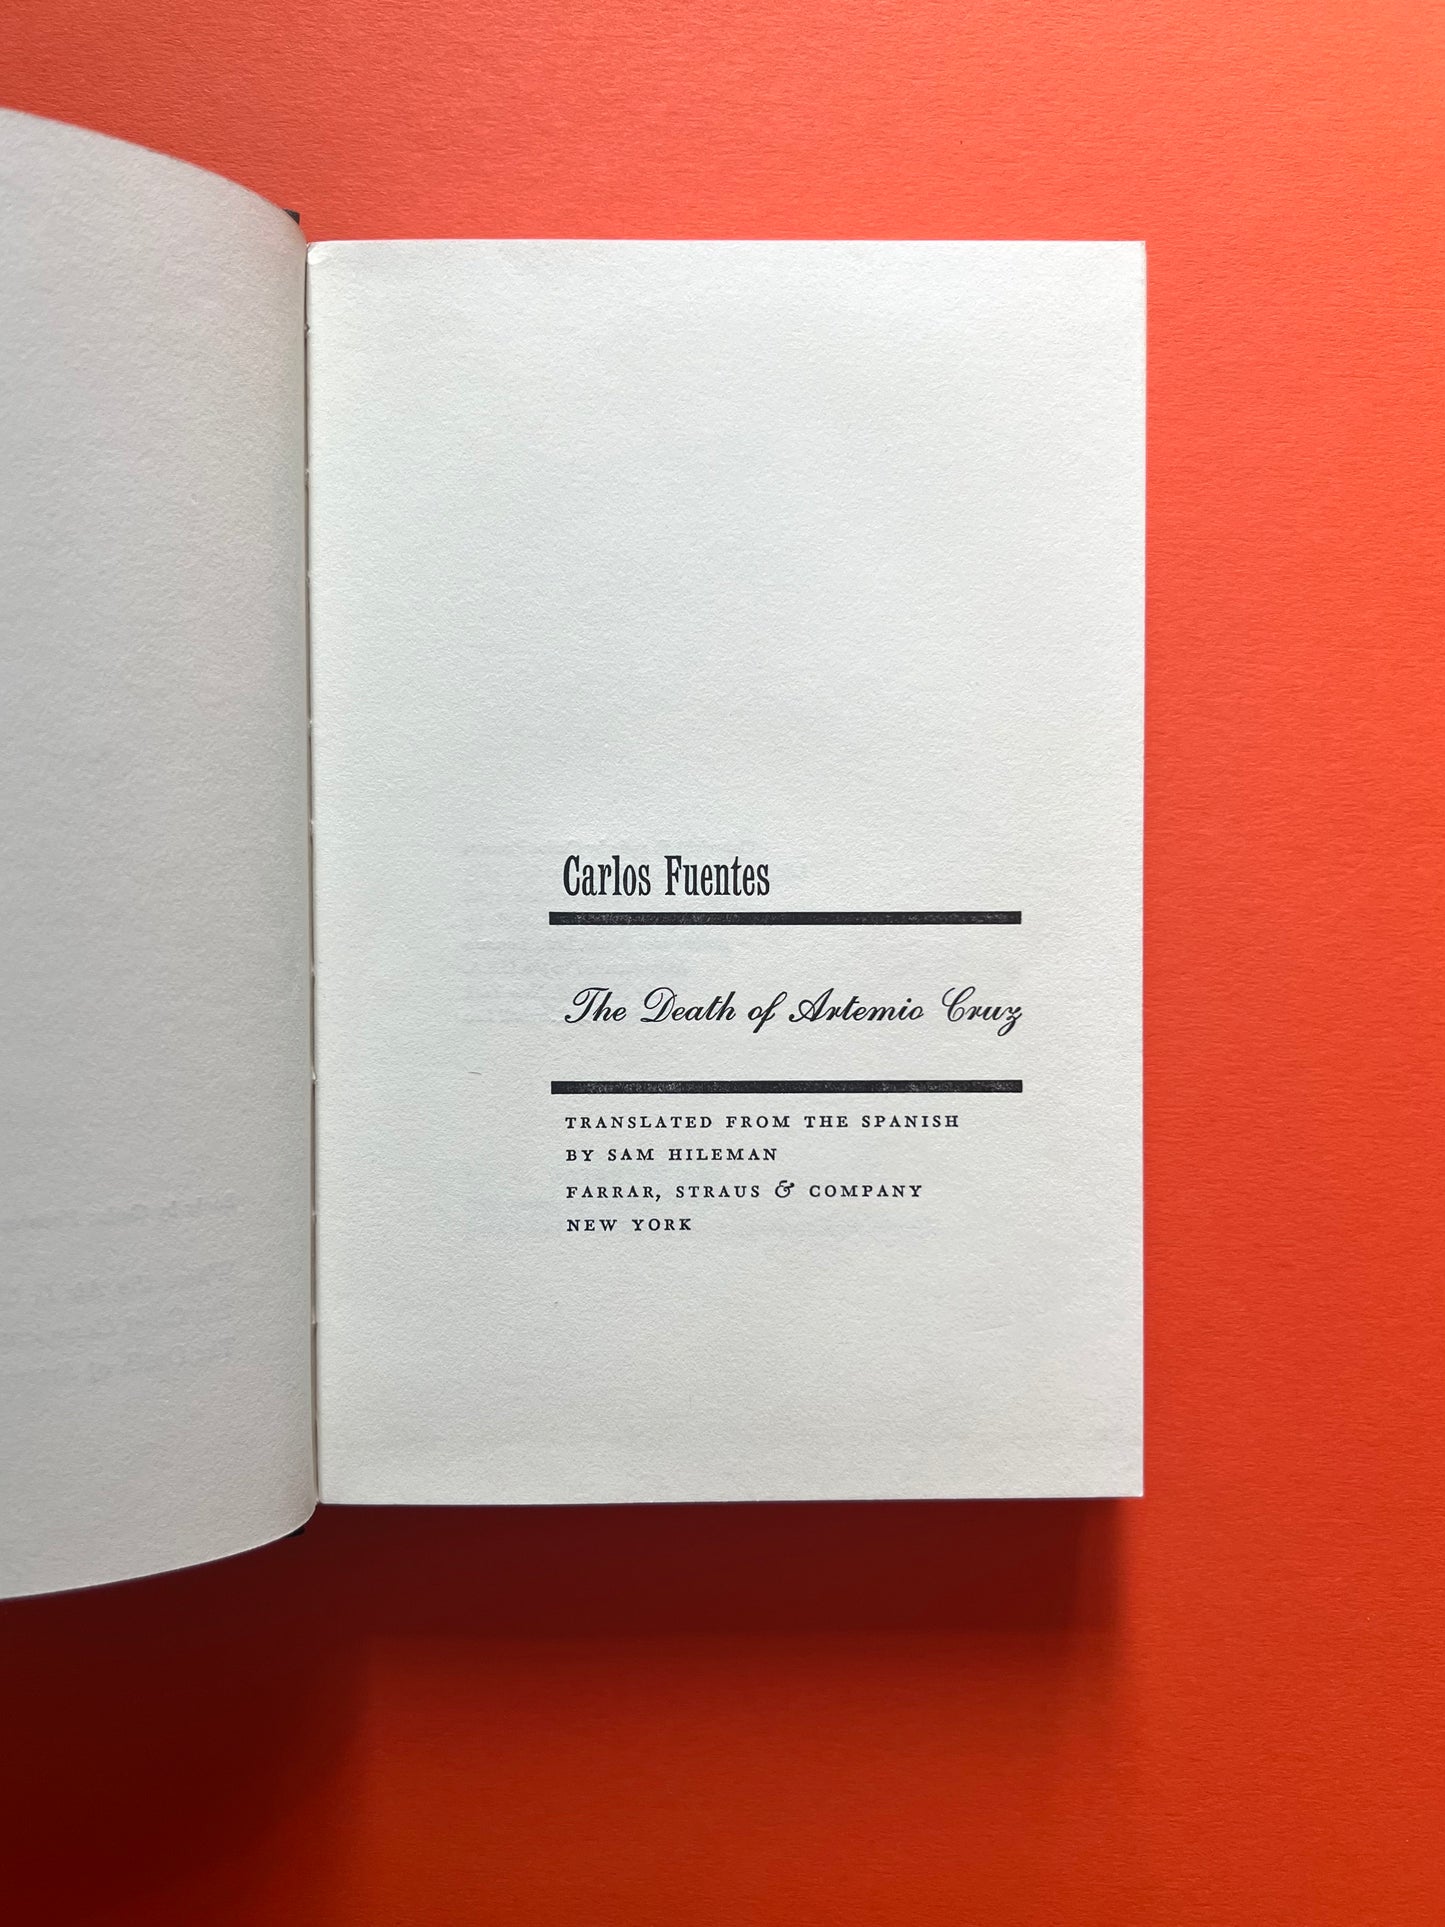 Carlos Fuentes
The Death of Artemio Cruz
TRANSLATED FROM THE SPANISH
BY SAM HILEMAN
FARRAR, STRAUS & COMPANY
NEW YORK